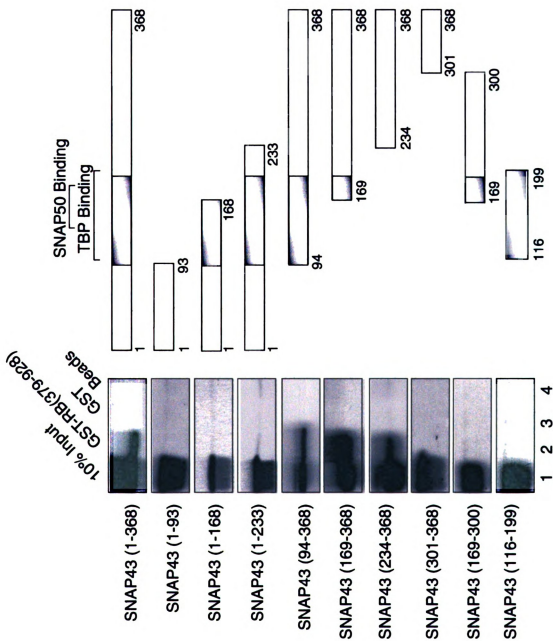 10% Input
GST-RB(379-928)
GST
Beads
SNAP50 Binding
TBP Binding
SNAP43 (1-368)
1 368
SNAP43 (1-93)
1 93
SNAP43 (1-168)
1 168
SNAP43 (1-233)
1 233
SNAP43 (94-368)
94 368
SNAP43 (169-368)
169 368
SNAP43 (234-368)
234 368
SNAP43 (301-368)
301 368
SNAP43 (169-300)
169 300
SNAP43 (116-199)
116 199
1 2 3 4